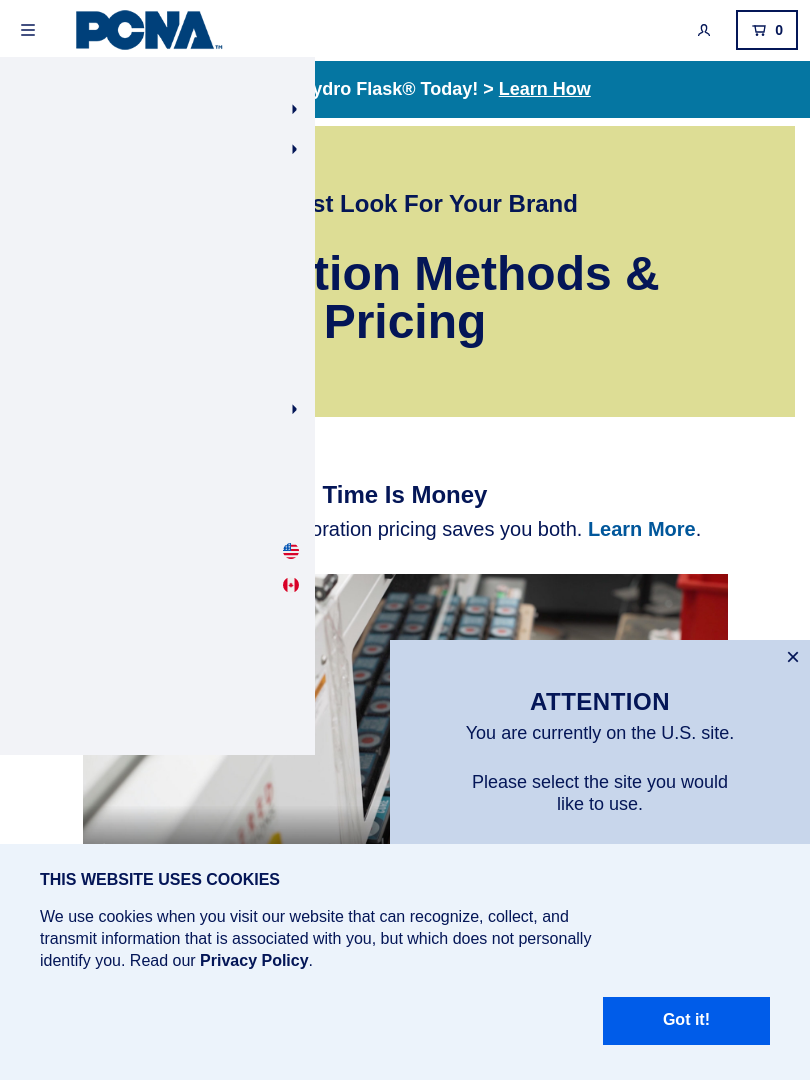 PCNA™
0
ydro Flask® Today! > Learn How
st Look For Your Brand
tion Methods &
Pricing
Time Is Money
oration pricing saves you both. Learn More.
ATTENTION
You are currently on the U.S. site.
Please select the site you would
like to use.
THIS WEBSITE USES COOKIES
We use cookies when you visit our website that can recognize, collect, and
transmit information that is associated with you, but which does not personally
identify you. Read our Privacy Policy.
Got it!